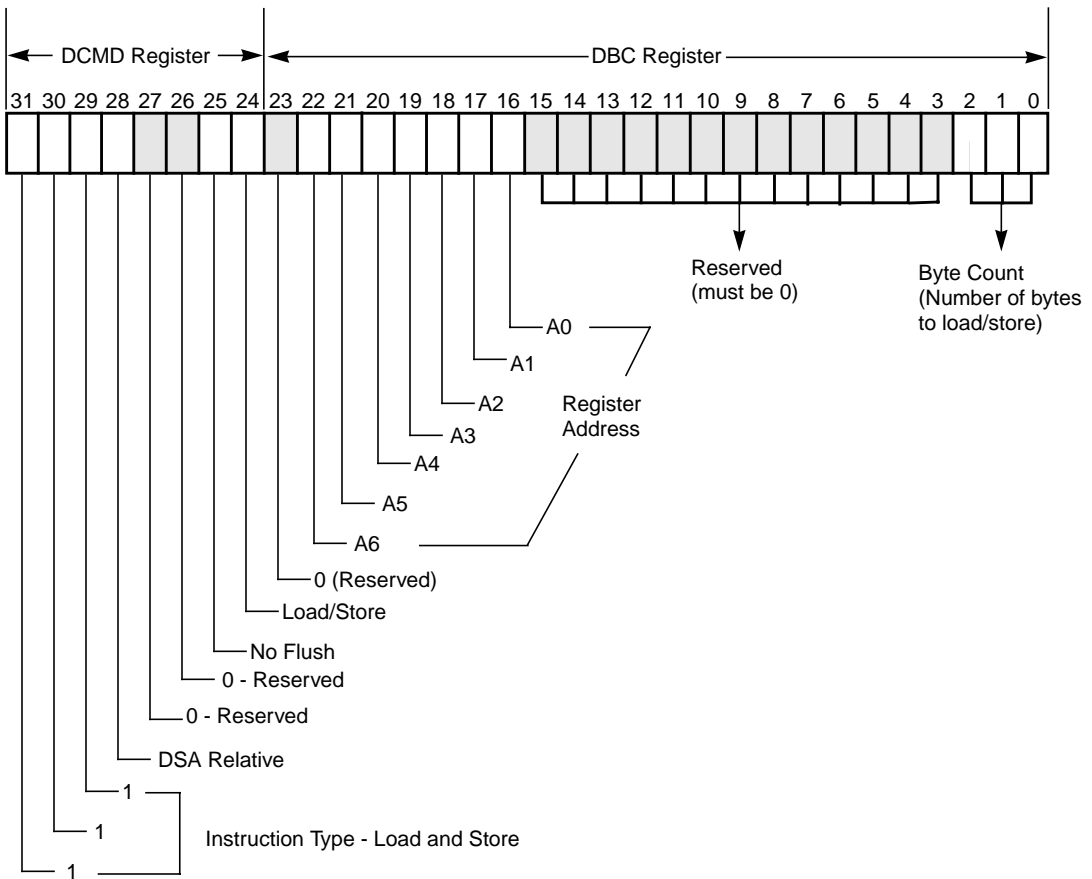 DCMD Register
DBC Register
31 30 29 28 27 26 25 24 23 22 21 20 19 18 17 16 15 14 13 12 11 10 9 8 7 6 5 4 3 2 1 0
Reserved
(must be 0)
Byte Count
(Number of bytes
to load/store)
A0
A1
A2
A3
A4
A5
A6
Register
Address
0 (Reserved)
Load/Store
No Flush
0 - Reserved
0 - Reserved
DSA Relative
1
1
1
Instruction Type - Load and Store